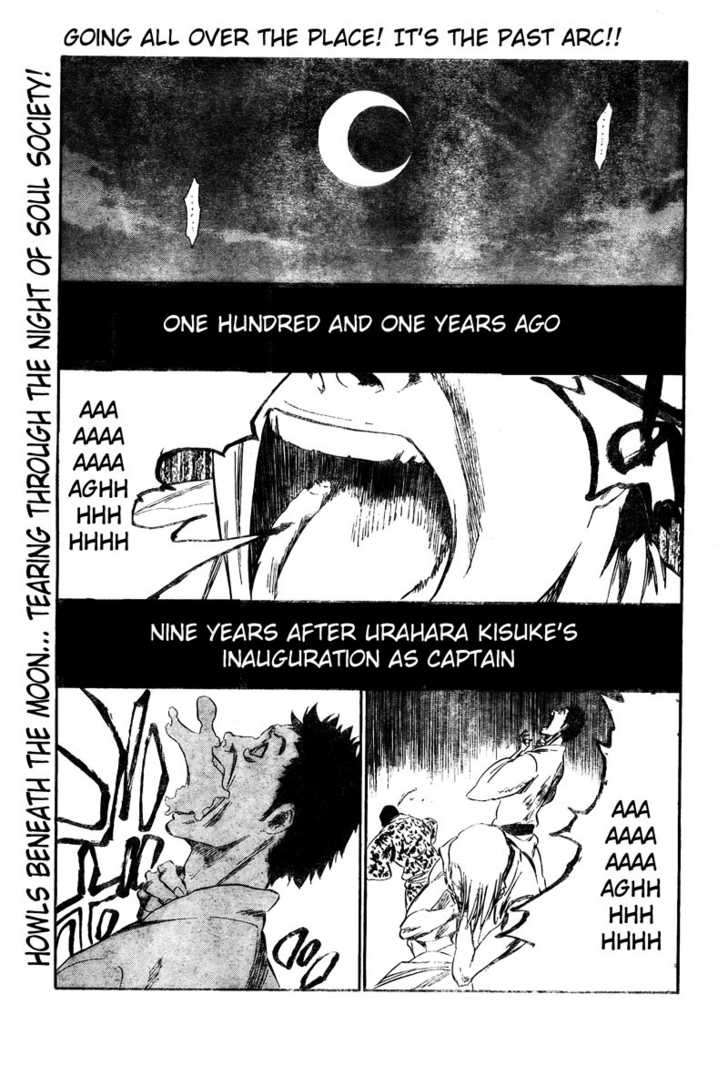 GOING ALL OVER THE PLACE! IT'S THE PAST ARC!!
HOWLS BENEATH THE MOON... TEARING THROUGH THE NIGHT OF SOUL SOCIETY!
ONE HUNDRED AND ONE YEARS AGO
AAA
AAAA
AAAA
AGHH
HHH
HHHH
NINE YEARS AFTER URAHARA KISUKE'S
INAUGURATION AS CAPTAIN
AAA
AAAA
AAAA
AGHH
HHH
HHHH